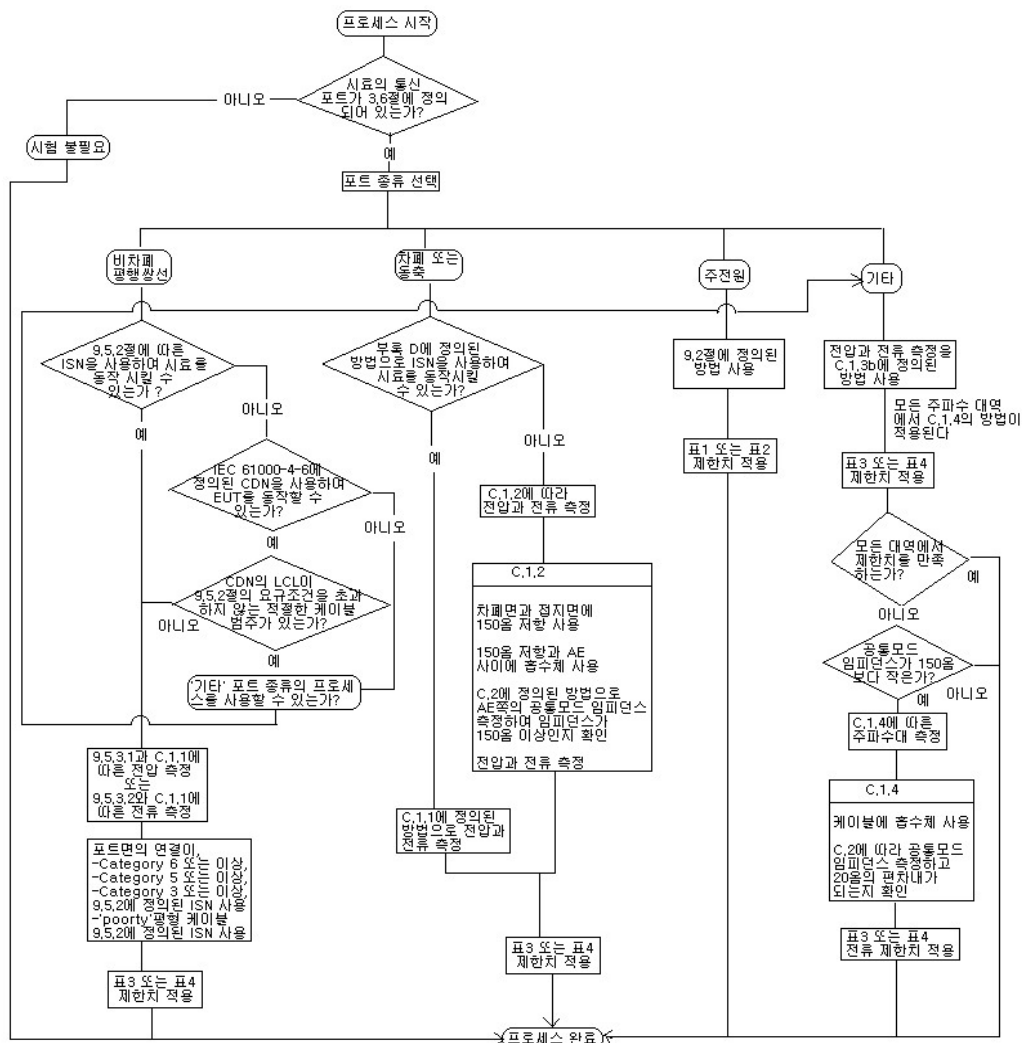 프로세스 시작
시료의 통신
포트가 3.6절에 정의
되어 있는가?
아니오
시험 불필요
예
포트 종류 선택
비차폐
평행쌍선
차폐 또는
동축
주전원
기타
9.5.2절에 따른
ISN을 사용하여 시료를
동작 시킬 수
있는가 ?
아니오
예
IEC 61000-4-6에
정의된 CDN을 사용하여
EUT를 동작할 수
있는가?
아니오
예
CDN의 LCL이
9.5.2절의 요규조건을 초과
하지 않는 적절한 케이블
범주가 있는가?
아니오
예
'기타' 포트 종류의 프로세
스를 사용할 수 있는가?
9.5.3.1과 C.1.1에
따른 전압 측정
또는
9.5.3.2와 C.1.1에
따른 전류 측정
포트면의 연결이,
-Category 6 또는 이상,
-Category 5 또는 이상,
-Category 3 또는 이상,
9.5.2에 정의된 ISN 사용
-'poorty'평형 케이블
9.5.2에 정의된 ISN 사용
표3 또는 표4
제한치 적용
부록 D에 정의된
방법으로 ISN을 사용하여
시료를 동작시킬
수 있는가?
아니오
예
C.1.2에 따라
전압과 전류 측정
C.1.2
차폐면과 접지면에
150옴 저항 사용
150옴 저항과 AE
사이에 흡수체 사용
C.2에 정의된 방법으로
AE쪽의 공통모드 임피던스
측정하여 임피던스가
150옴 이상인지 확인
전압과 전류 측정
C.1.1에 정의된
방법으로 전압과
전류 측정
표3 또는 표4
제한치 적용
9.2절에 정의된
방법 사용
표1 또는 표2
제한치 적용
전압과 전류 측정을
C.1.3b에 정의된
방법 사용
모든 주파수 대역
에서 C.1.4의 방법이
적용된다
표3 또는 표4
제한치 적용
모든 대역에서
제한치을 만족
하는가?
예
아니오
공통모드
임피던스가 150옴
보다 작은가?
예
아니오
C.1.4에 따른
주파수대 측정
C.1.4
케이블에 흡수체 사용
C.2에 따라 공통모드
임피던스 측정하고
20옴의 편차내가
되는지 확인
표3 또는 표4
전류 제한치 적용
프로세스 완료